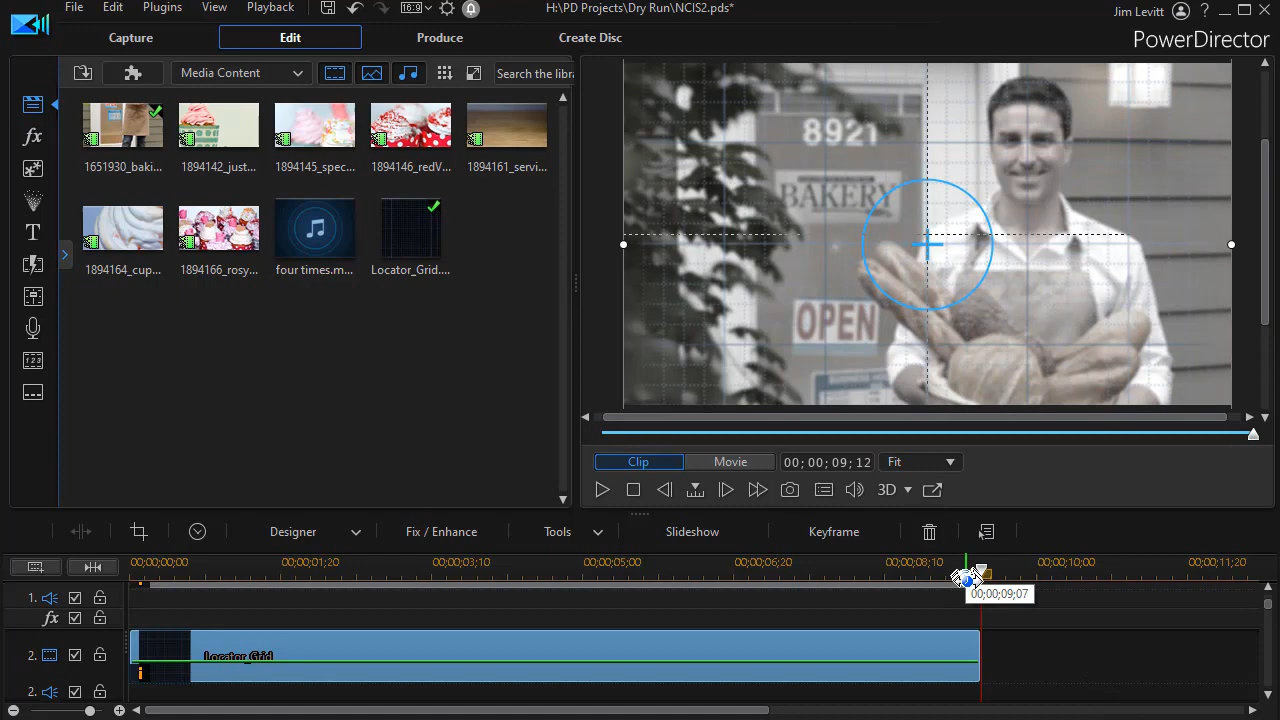 File Edit Plugins View Playback 16:9 H:\PD Projects\Dry Run\NCIS2.pds* Jim Levitt ?
Capture Edit Produce Create Disc PowerDirector
Media Content Search the libra
1651930_baki... 1894142_just... 1894145_spec... 1894146_redV... 1894161_servi...
1894164_cup... 1894166_rosy... four times.m... Locator_Grid....
fx
T
8921
BAKERY
OPEN
Clip Movie 00; 00; 09; 12 Fit
3D
Designer Fix / Enhance Tools Slideshow Keyframe
00;00;00;00 00;00;01;20 00;00;03;10 00;00;05;00 00;00;06;20 00;00;08;10 00;00;10;00 00;00;11;20
00;00;09;07
1.
fx
2. Locator_Grid
i
2.